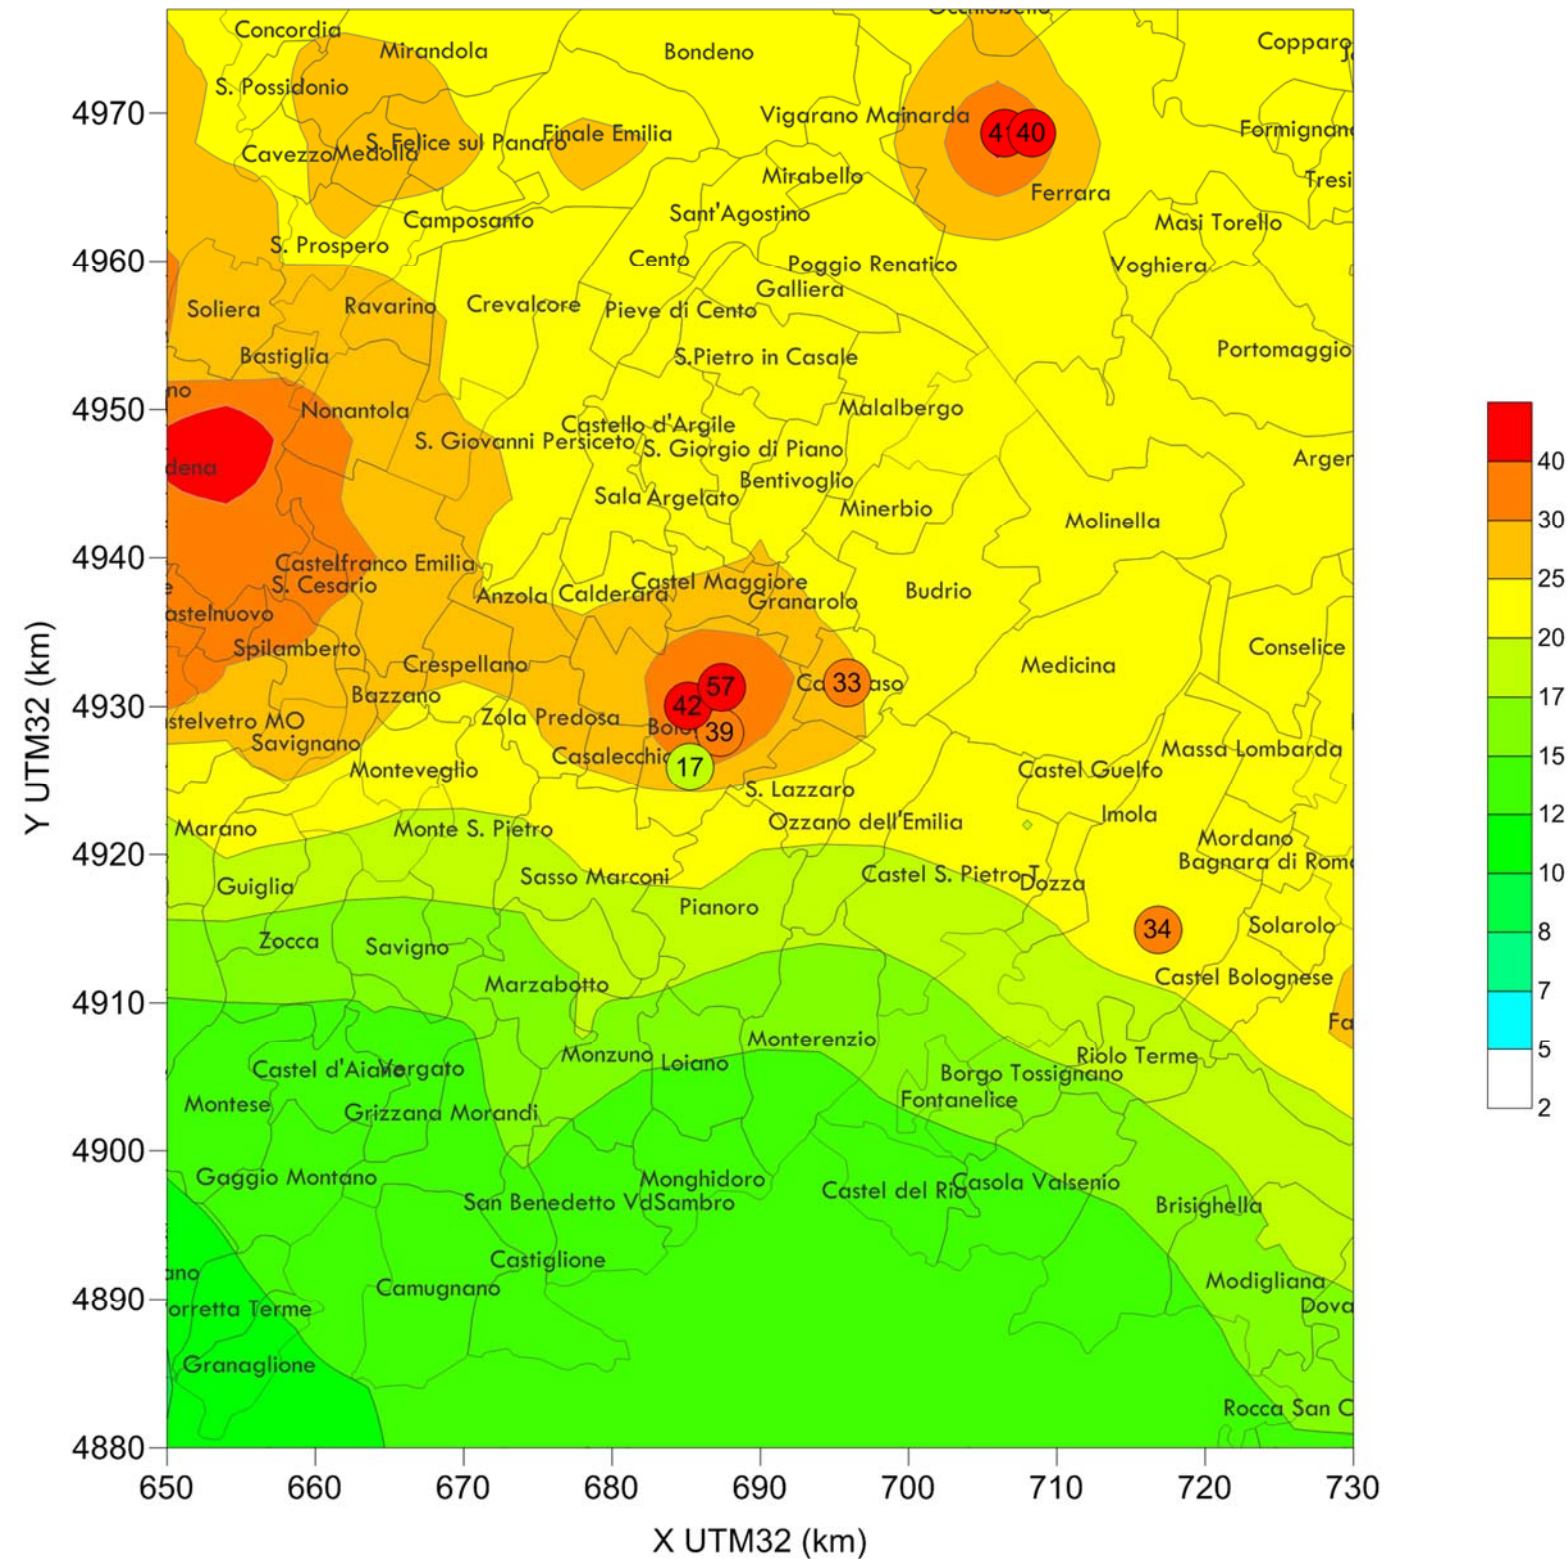 Concordia
Mirandola
Bondeno
Copparo
S. Possidonio
4970
Vigarano Mainarda
40
Finale Emilia
S. Felice sul Panaro
Cavezzo
Medolla
Mirabello
Tresi
Ferrara
Sant'Agostino
Camposanto
Masi Torello
S. Prospero
4960
Cento
Poggio Renatico
Voghiera
Galliera
Soliera
Ravarino
Crevalcore
Pieve di Cento
Bastiglia
S.Pietro in Casale
Portomaggio
no
4950
Nonantola
Malalbergo
Castello d'Argile
S. Giovanni Persiceto
S. Giorgio di Piano
dena
Argen
Bentivoglio
Sala
Argelato
Minerbio
Molinella
4940
Castelfranco Emilia
S. Cesario
Castel Maggiore
Anzola
Calderara
Granarolo
Budrio
astelnuovo
Spilamberto
Conselice
Crespellano
Medicina
57
33
Bazzano
4930
42
stelvetro MO
Zola Predosa
39
Savignano
Casalecchio
17
Monteveglio
Massa Lombarda
Castel Guelfo
S. Lazzaro
Imola
Marano
Monte S. Pietro
Ozzano dell'Emilia
Mordano
4920
Bagnara di Roma
Guiglia
Sasso Marconi
Castel S. Pietro T
Dozza
Pianoro
Zocca
Savigno
34
Solarolo
Marzabotto
Castel Bolognese
4910
Fa
Monterenzio
Monzuno
Loiano
Riolo Terme
Castel d'Aiano
Vergato
Borgo Tossignano
Montese
Grizzana Morandi
Fontanelice
4900
Gaggio Montano
Monghidoro
Castel del Rio
Casola Valsenio
San Benedetto VdSambro
Brisighella
Castiglione
ano
Camugnano
Modigliana
4890
orretta Terme
Dova
Granaglione
Rocca San C
4880
650 660 670 680 690 700 710 720 730
X UTM32 (km)
Y UTM32 (km)
40
30
25
20
17
15
12
10
8
7
5
2